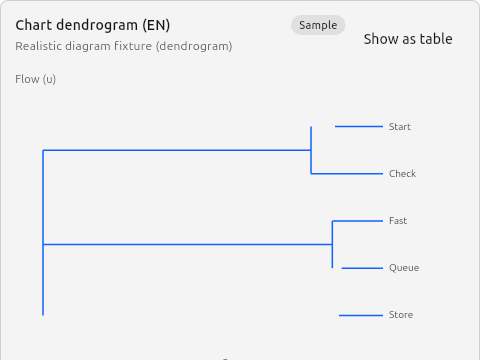 Chart dendrogram (EN)
Sample
Show as table
Realistic diagram fixture (dendrogram)
Flow (u)
Start
Check
Fast
Queue
Store